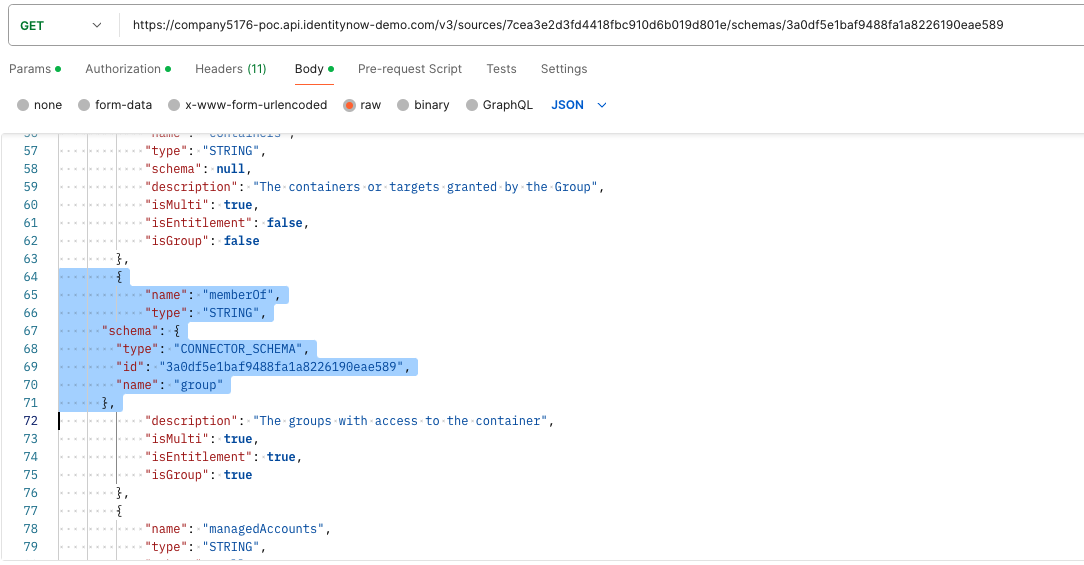 GET https://company5176-poc.api.identitynow-demo.com/v3/sources/7cea3e2d3fd4418fbc910d6b019d801e/schemas/3a0df5e1baf9488fa1a8226190eae589
Params Authorization Headers (11) Body Pre-request Script Tests Settings
none form-data x-www-form-urlencoded raw binary GraphQL JSON
56 "name": "containers",
57 "type": "STRING",
58 "schema": null,
59 "description": "The containers or targets granted by the Group",
60 "isMulti": true,
61 "isEntitlement": false,
62 "isGroup": false
63 },
64 {
65 "name": "memberOf",
66 "type": "STRING",
67 "schema": {
68 "type": "CONNECTOR_SCHEMA",
69 "id": "3a0df5e1baf9488fa1a8226190eae589",
70 "name": "group"
71 },
72 "description": "The groups with access to the container",
73 "isMulti": true,
74 "isEntitlement": true,
75 "isGroup": true
76 },
77 {
78 "name": "managedAccounts",
79 "type": "STRING",